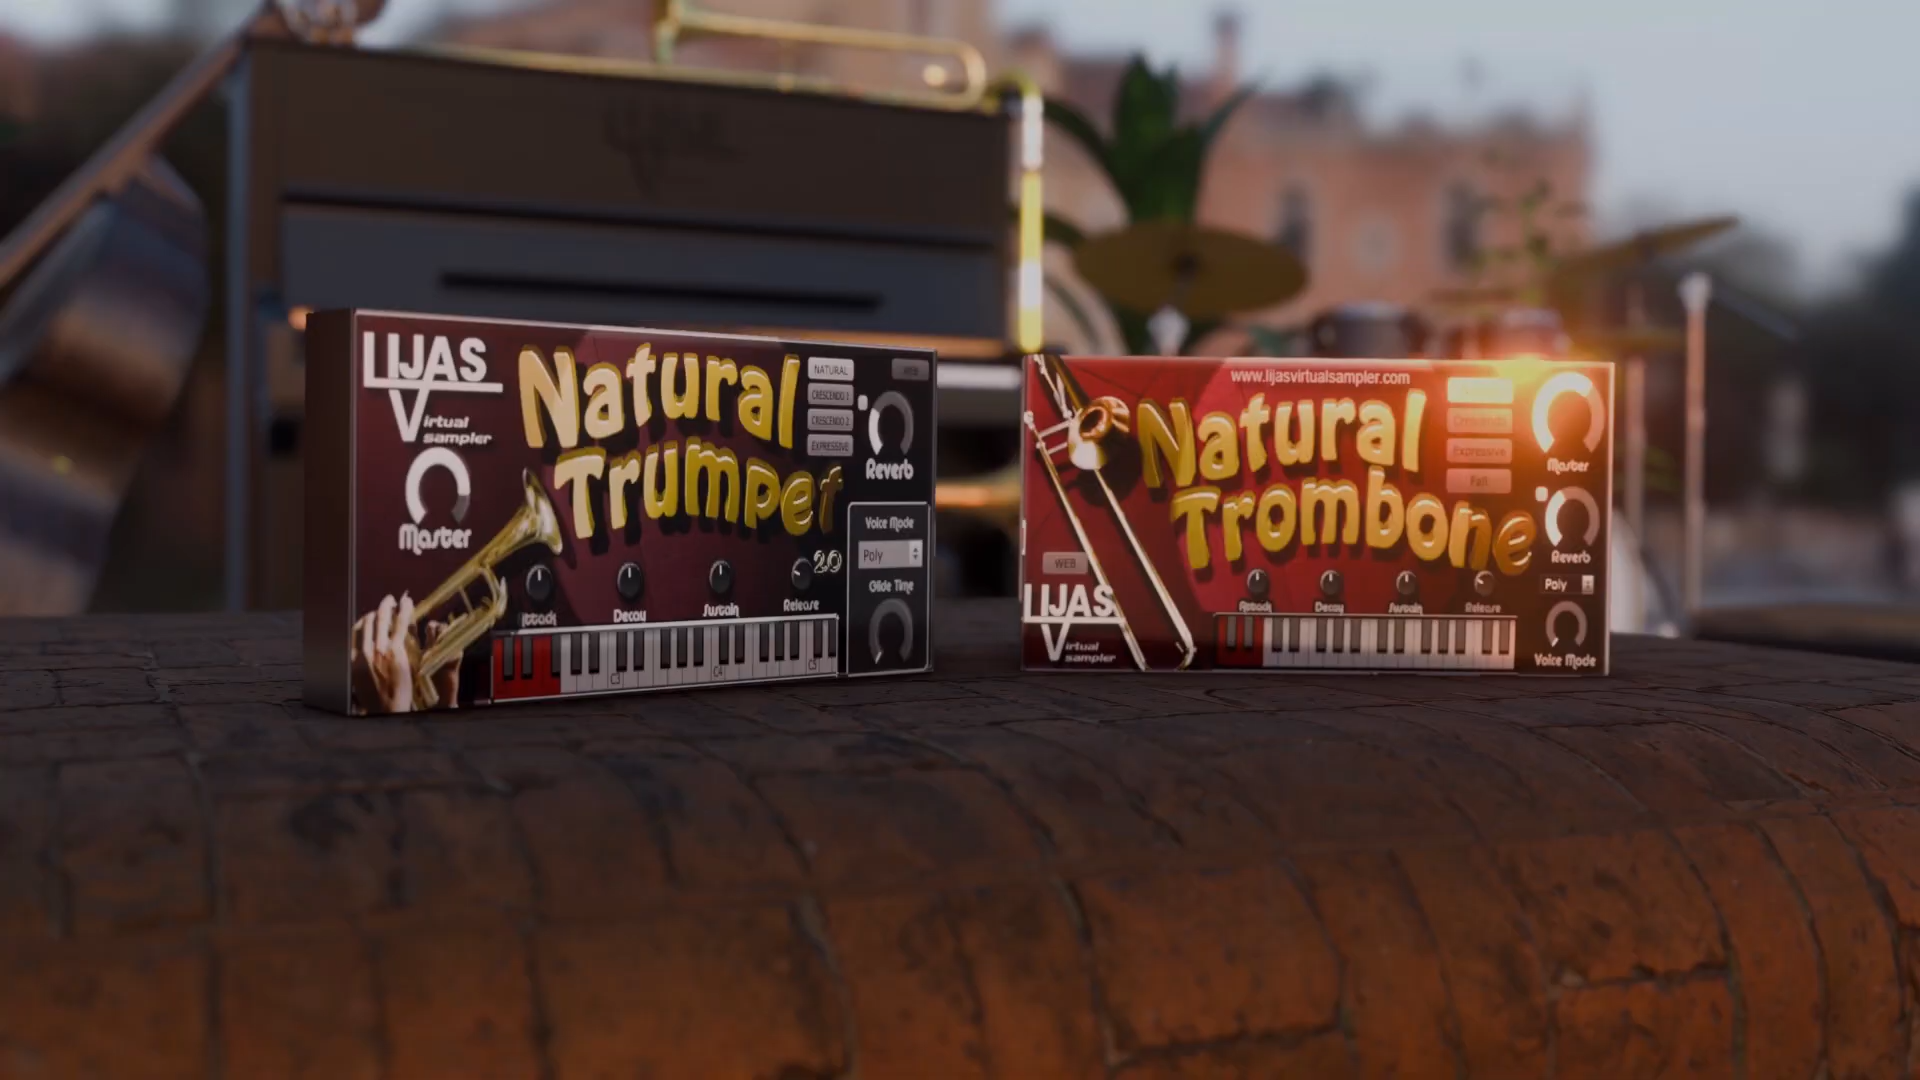 LIJAS
Virtual
sampler
Master
Natural
Trumpet
2.0
NATURAL
CRESCENDO 1
CRESCENDO 2
EXPRESSIVE
WEB
Reverb
Voice Mode
Poly
Glide Time
Attack
Decay
Sustain
Release
C3
C4
C5
www.lijasvirtualsampler.com
Natural
Trombone
Crescendo
Expressive
Fall
Master
Reverb
Poly
Voice Mode
WEB
LIJAS
Virtual
sampler
Attack
Decay
Sustain
Release